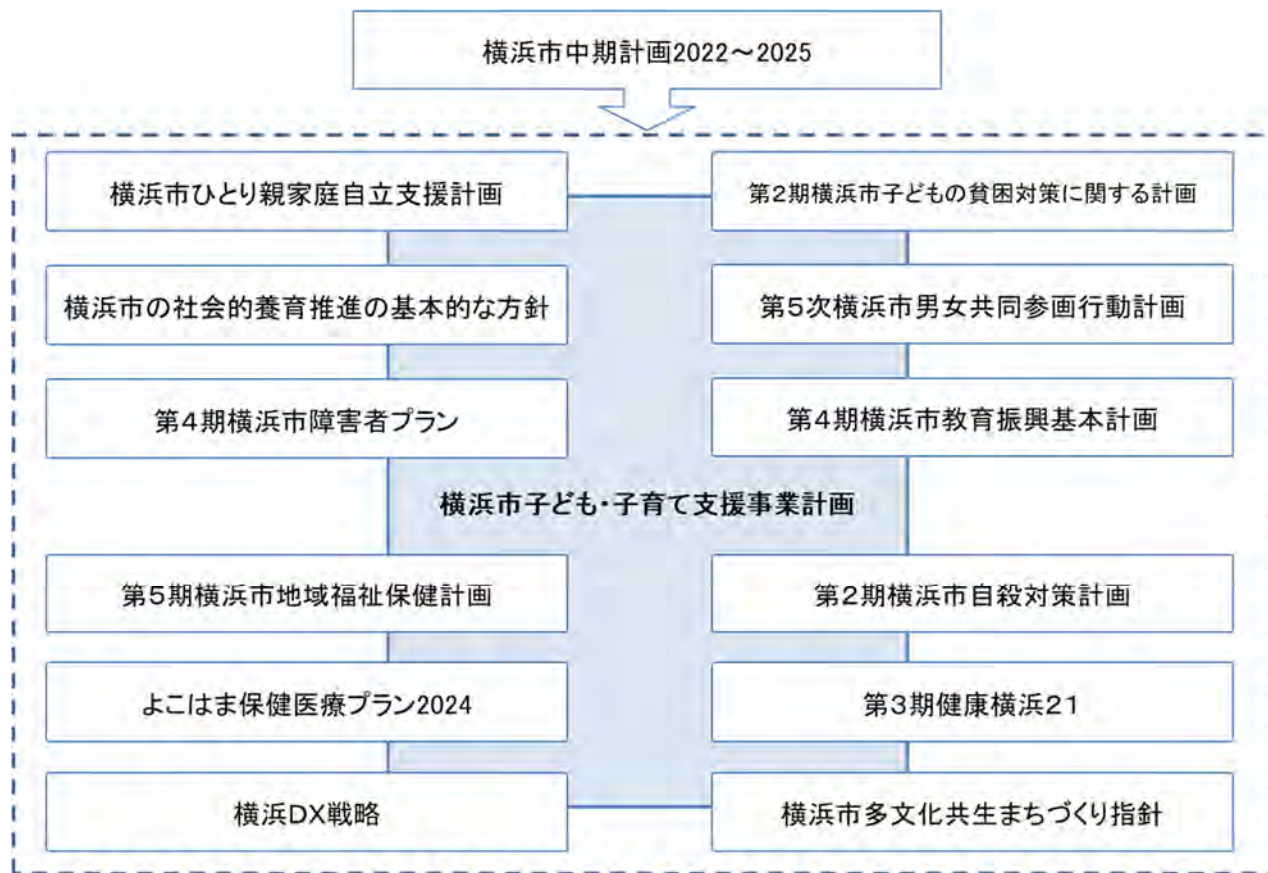 横浜市中期計画2022～2025
横浜市ひとり親家庭自立支援計画
第2期横浜市子どもの貧困対策に関する計画
横浜市の社会的養育推進の基本的な方針
第5次横浜市男女共同参画行動計画
第4期横浜市障害者プラン
第4期横浜市教育振興基本計画
横浜市子ども・子育て支援事業計画
第5期横浜市地域福祉保健計画
第2期横浜市自殺対策計画
よこはま保健医療プラン2024
第3期健康横浜21
横浜DX戦略
横浜市多文化共生まちづくり指針